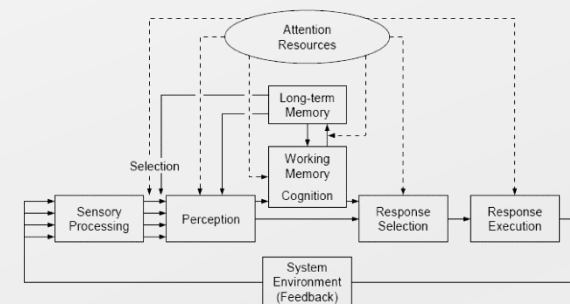 Attention
Resources
Long-term
Memory
Working
Memory
Cognition
Selection
Sensory
Processing
Perception
Response
Selection
Response
Execution
System
Environment
(Feedback)